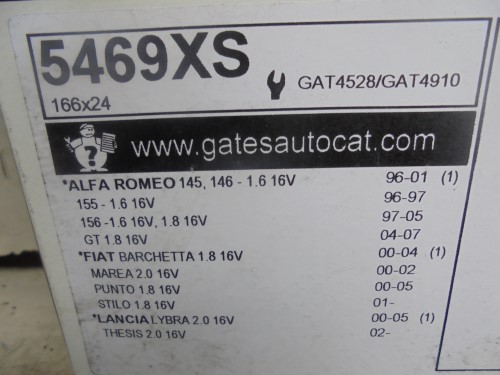 5469XS
166x24 GAT4528/GAT4910
www.gatesautocat.com
*ALFA ROMEO 145, 146 - 1.6 16V 96-01 (1)
155 - 1.6 16V 96-97
156 -1.6 16V, 1.8 16V 97-05
GT 1.8 16V 04-07
*FIAT BARCHETTA 1.8 16V 00-04 (1)
MAREA 2.0 16V 00-02
PUNTO 1.8 16V 00-05
STILO 1.8 16V 01-
*LANCIA LYBRA 2.0 16V 00-05 (1)
THESIS 2.0 16V 02-